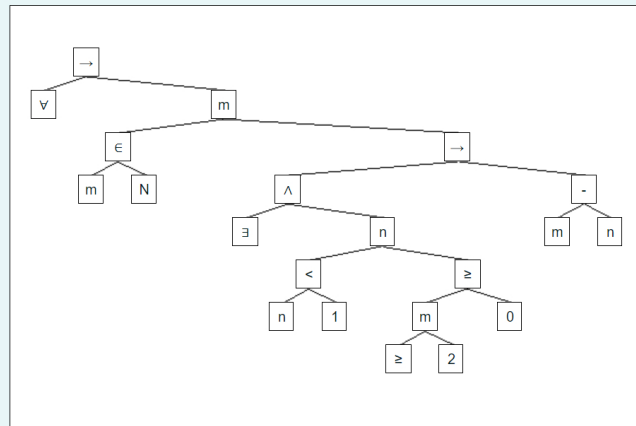 →
∀ m
∈ →
m N ∧ -
∃ n m n
< ≥
n 1 m 0
≥ 2